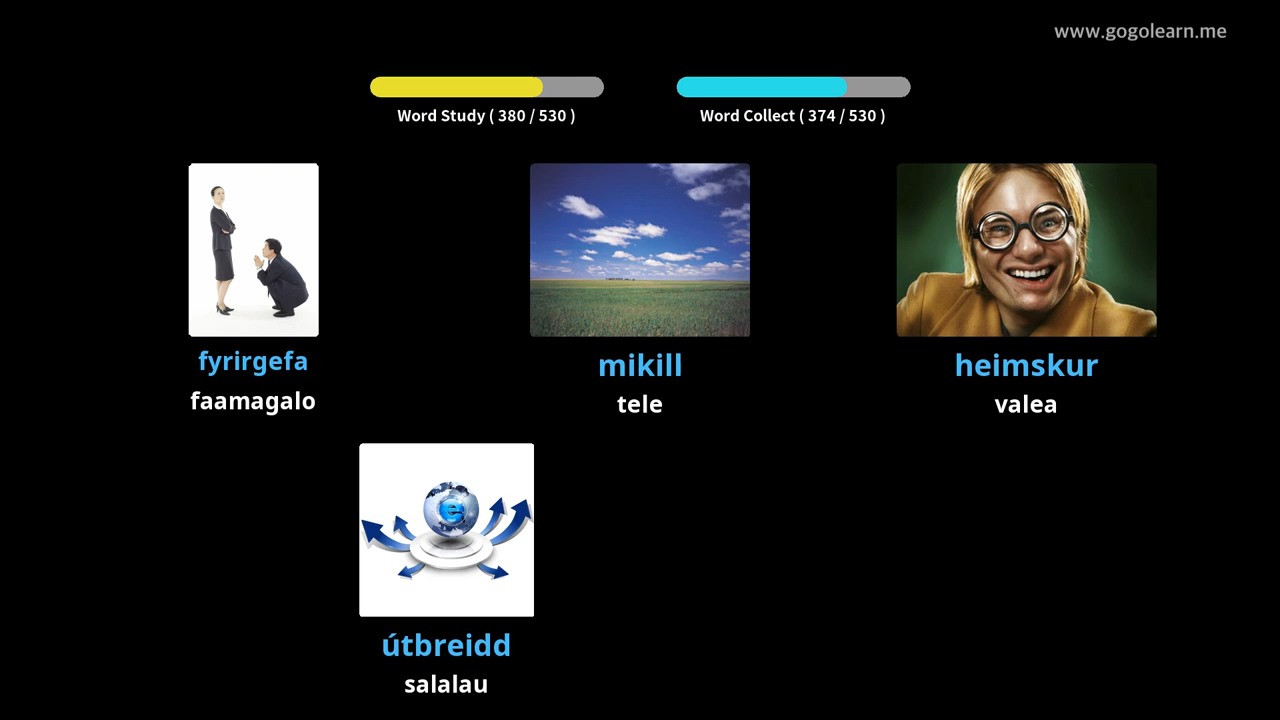 www.gogolearn.me
Word Study ( 380 / 530 )
Word Collect ( 374 / 530 )
fyrirgefa
faamagalo
mikill
tele
heimskur
valea
e
útbreidd
salalau